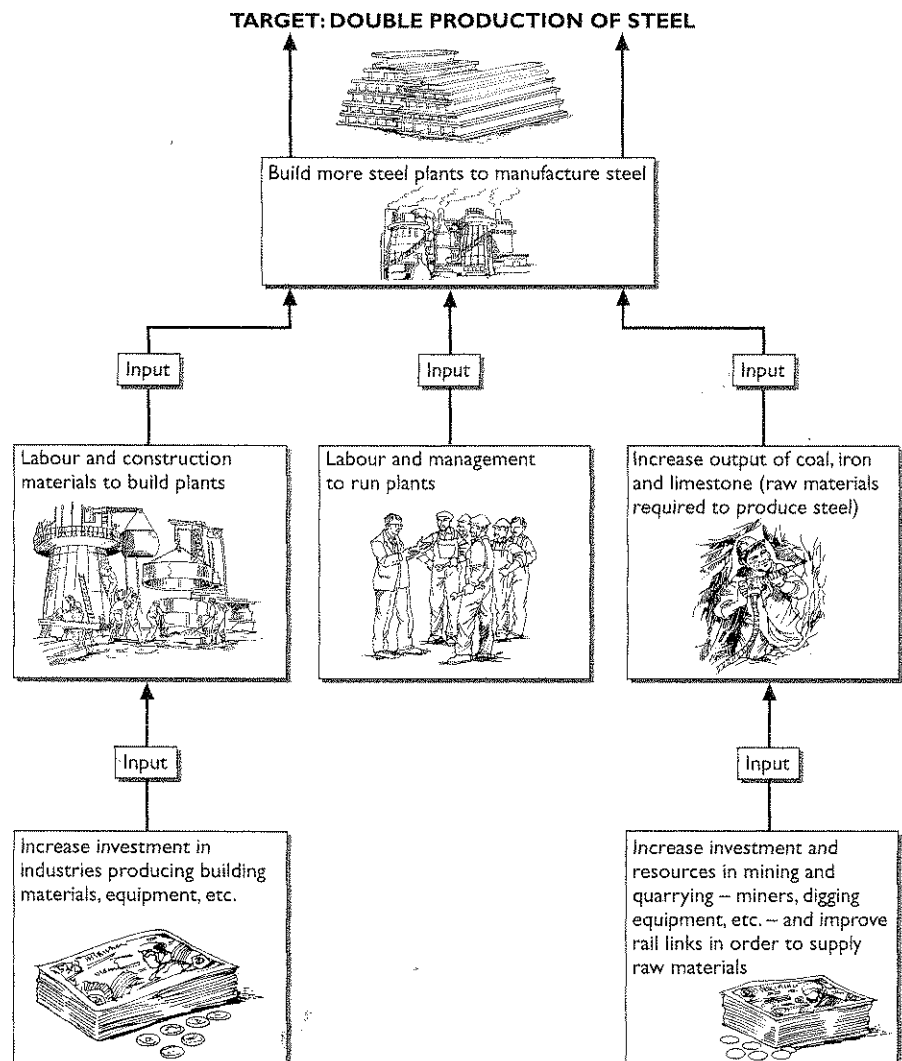 TARGET: DOUBLE PRODUCTION OF STEEL
Build more steel plants to manufacture steel
Input
Input
Input
Labour and construction
materials to build plants
Labour and management
to run plants
Increase output of coal, iron
and limestone (raw materials
required to produce steel)
Input
Input
Increase investment in
industries producing building
materials, equipment, etc.
Increase investment and
resources in mining and
quarrying – miners, digging
equipment, etc. – and improve
rail links in order to supply
raw materials